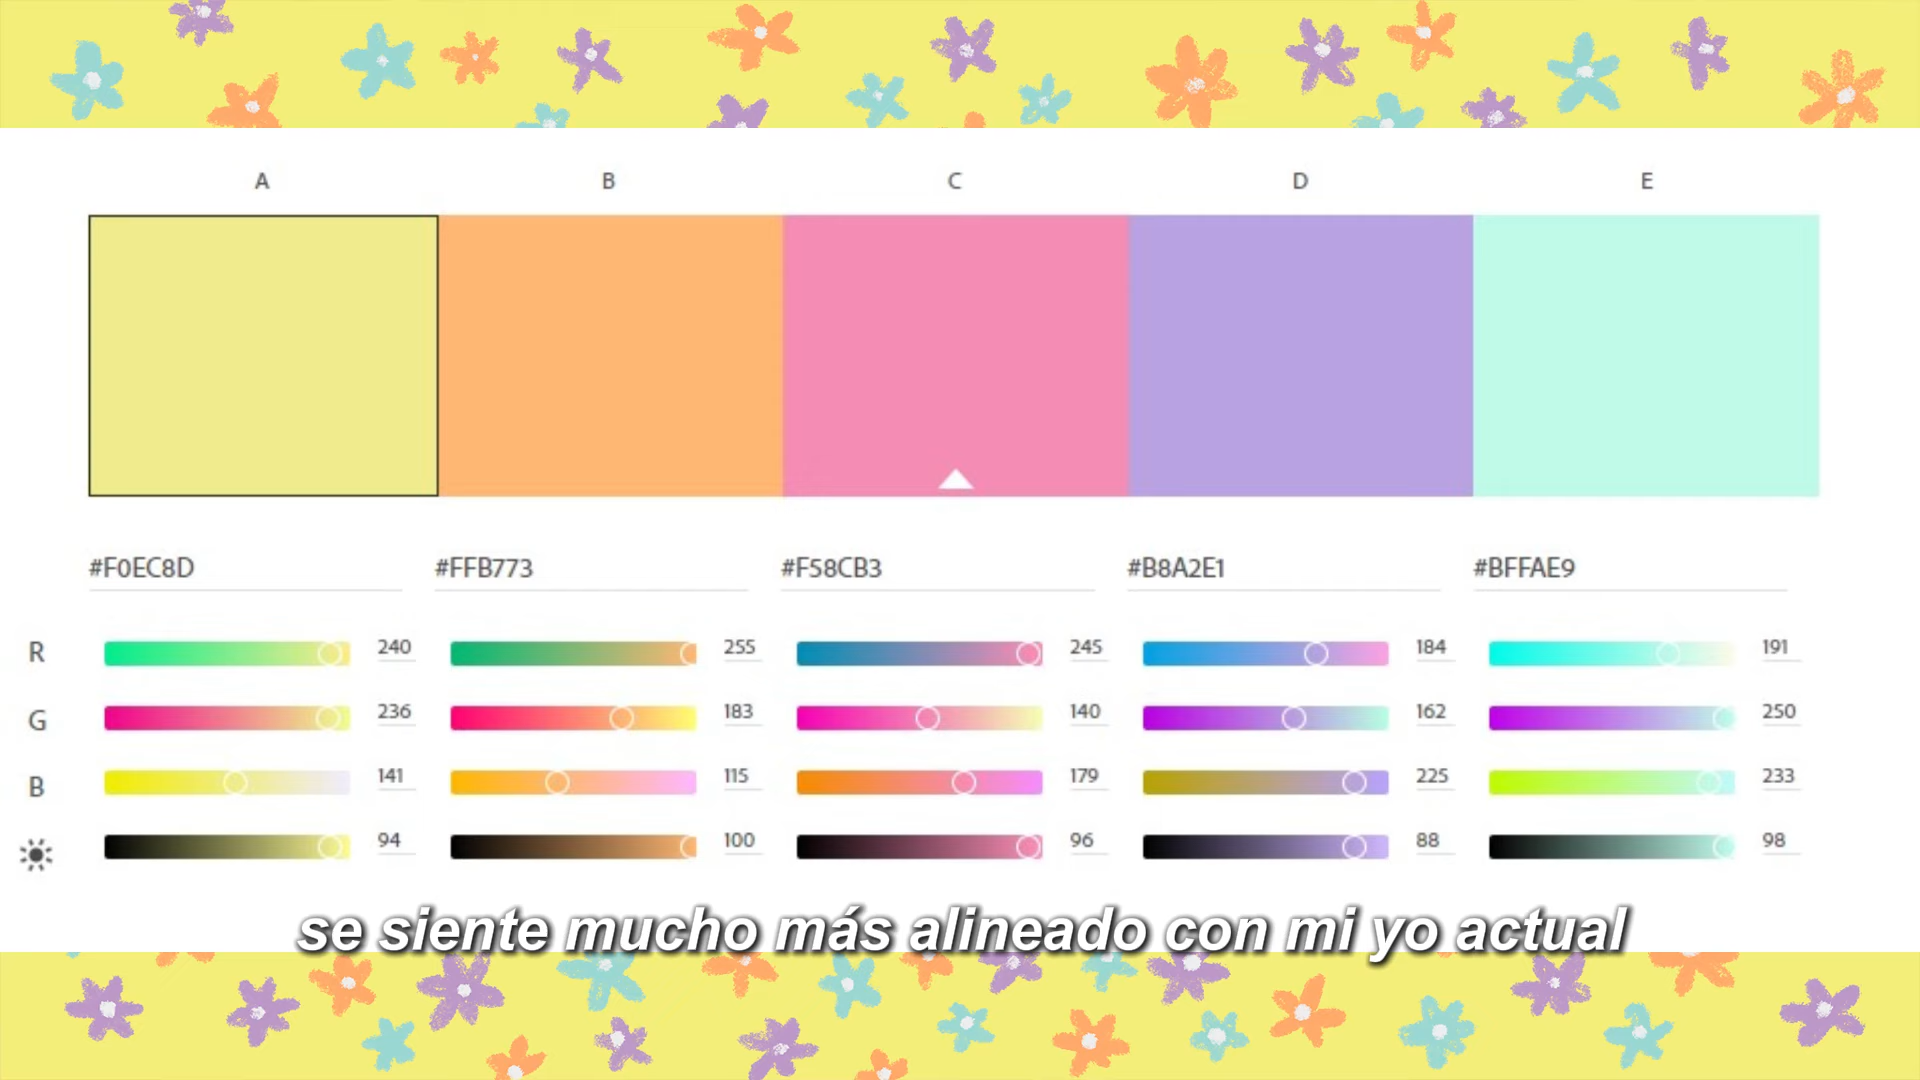 A B C D E
#F0EC8D #FFB773 #F58CB3 #B8A2E1 #BFFAE9
R 240 255 245 184 191
G 236 183 140 162 250
B 141 115 179 225 233
94 100 96 88 98
se siente mucho más alineado con mi yo actual